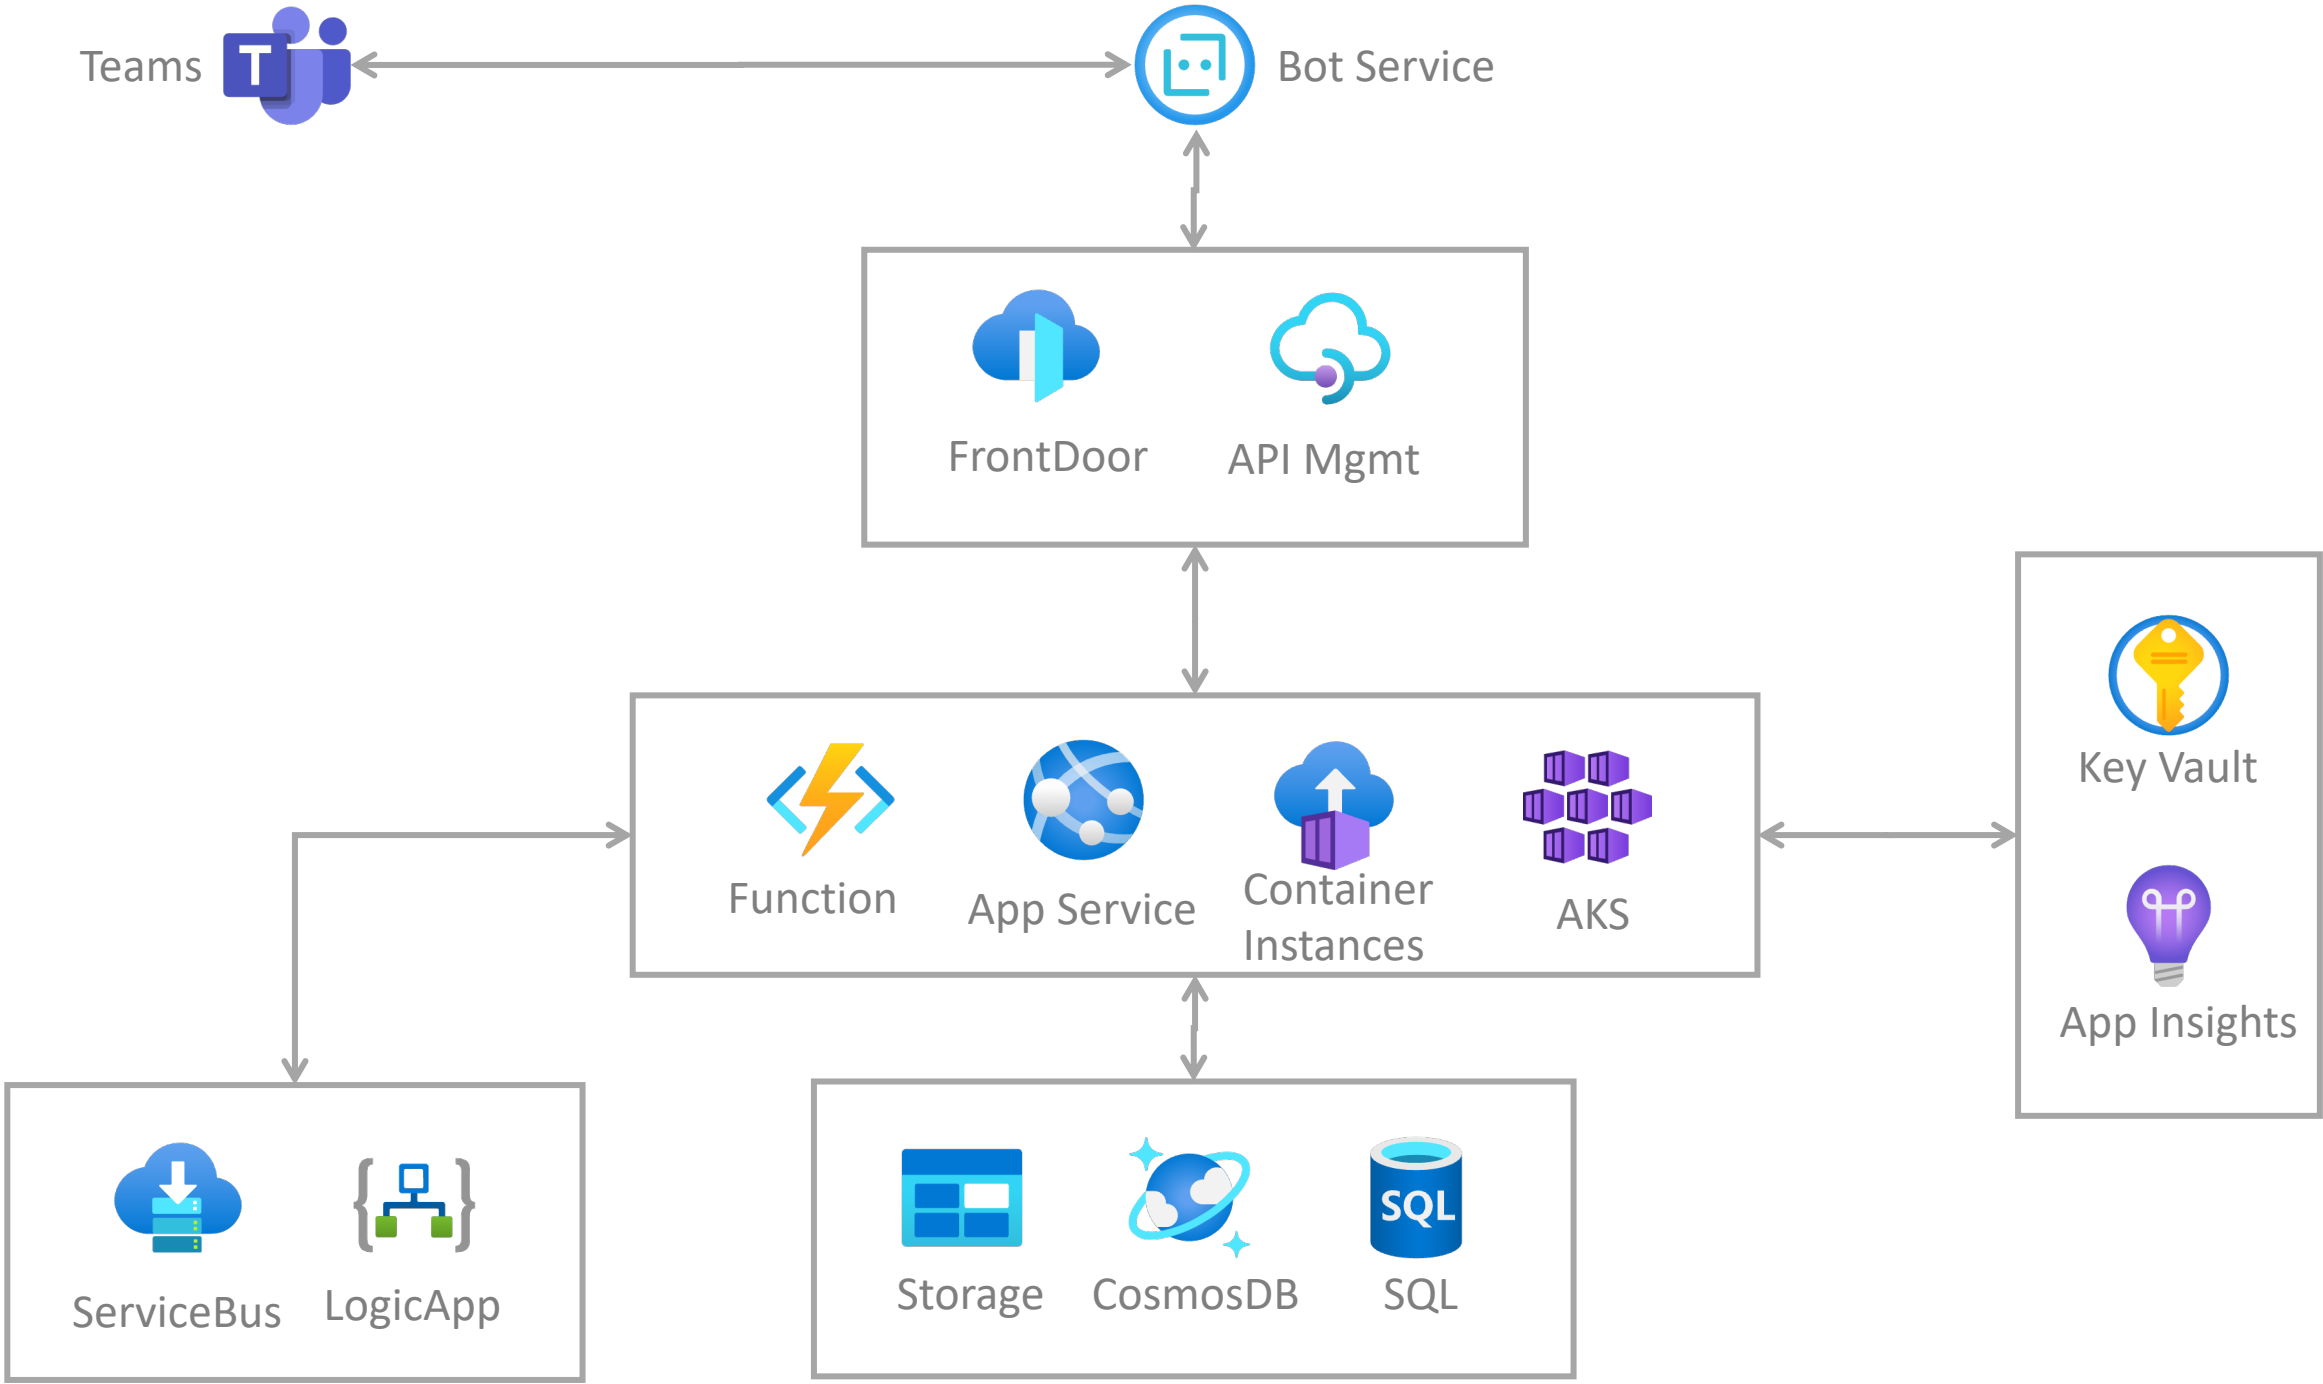 Teams
T
Bot Service
FrontDoor
API Mgmt
Key Vault
Function
App Service
Container
Instances
AKS
App Insights
ServiceBus
LogicApp
SQL
Storage
CosmosDB
SQL